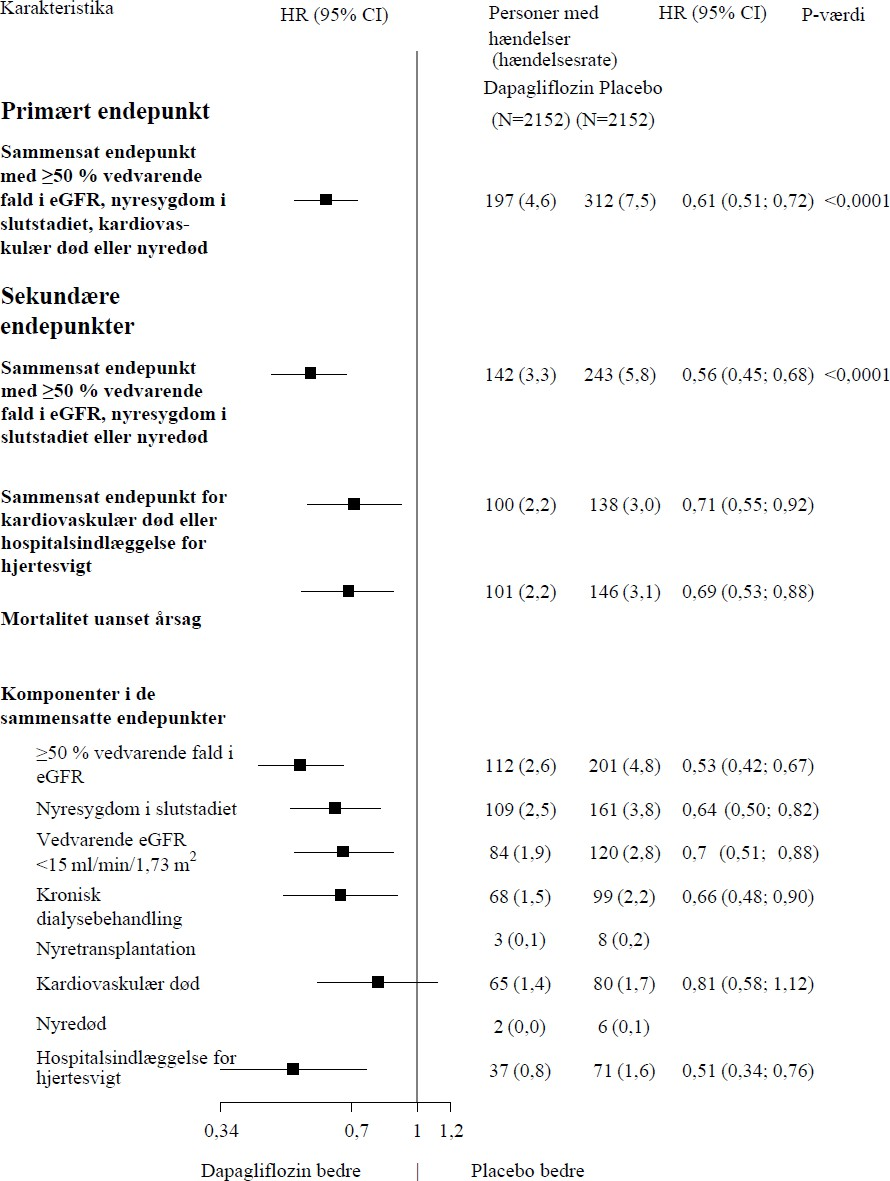 Karakteristika HR (95% CI) Personer med HR (95% CI) P-værdi
hændelser
(hændelsesrate)
Dapagliflozin Placebo
Primært endepunkt (N=2152) (N=2152)
Sammensat endepunkt
med ≥50 % vedvarende
fald i eGFR, nyresygdom i 197 (4,6) 312 (7,5) 0,61 (0,51; 0,72) <0,0001
slutstadiet, kardiovas-
kulær død eller nyredød
Sekundære
endepunkter
Sammensat endepunkt 142 (3,3) 243 (5,8) 0,56 (0,45; 0,68) <0,0001
med ≥50 % vedvarende
fald i eGFR, nyresygdom i
slutstadiet eller nyredød
Sammensat endepunkt for 100 (2,2) 138 (3,0) 0,71 (0,55; 0,92)
kardiovaskulær død eller
hospitalsindlæggelse for
hjertesvigt
101 (2,2) 146 (3,1) 0,69 (0,53; 0,88)
Mortalitet uanset årsag
Komponenter i de
sammensatte endepunkter
≥50 % vedvarende fald i 112 (2,6) 201 (4,8) 0,53 (0,42; 0,67)
eGFR
Nyresygdom i slutstadiet 109 (2,5) 161 (3,8) 0,64 (0,50; 0,82)
Vedvarende eGFR 84 (1,9) 120 (2,8) 0,7 (0,51; 0,88)
<15 ml/min/1,73 m2
Kronisk 68 (1,5) 99 (2,2) 0,66 (0,48; 0,90)
dialysebehandling
Nyretransplantation 3 (0,1) 8 (0,2)
Kardiovaskulær død 65 (1,4) 80 (1,7) 0,81 (0,58; 1,12)
Nyredød 2 (0,0) 6 (0,1)
Hospitalsindlæggelse for 37 (0,8) 71 (1,6) 0,51 (0,34; 0,76)
hjertesvigt
0,34 0,7 1 1,2
Dapagliflozin bedre | Placebo bedre